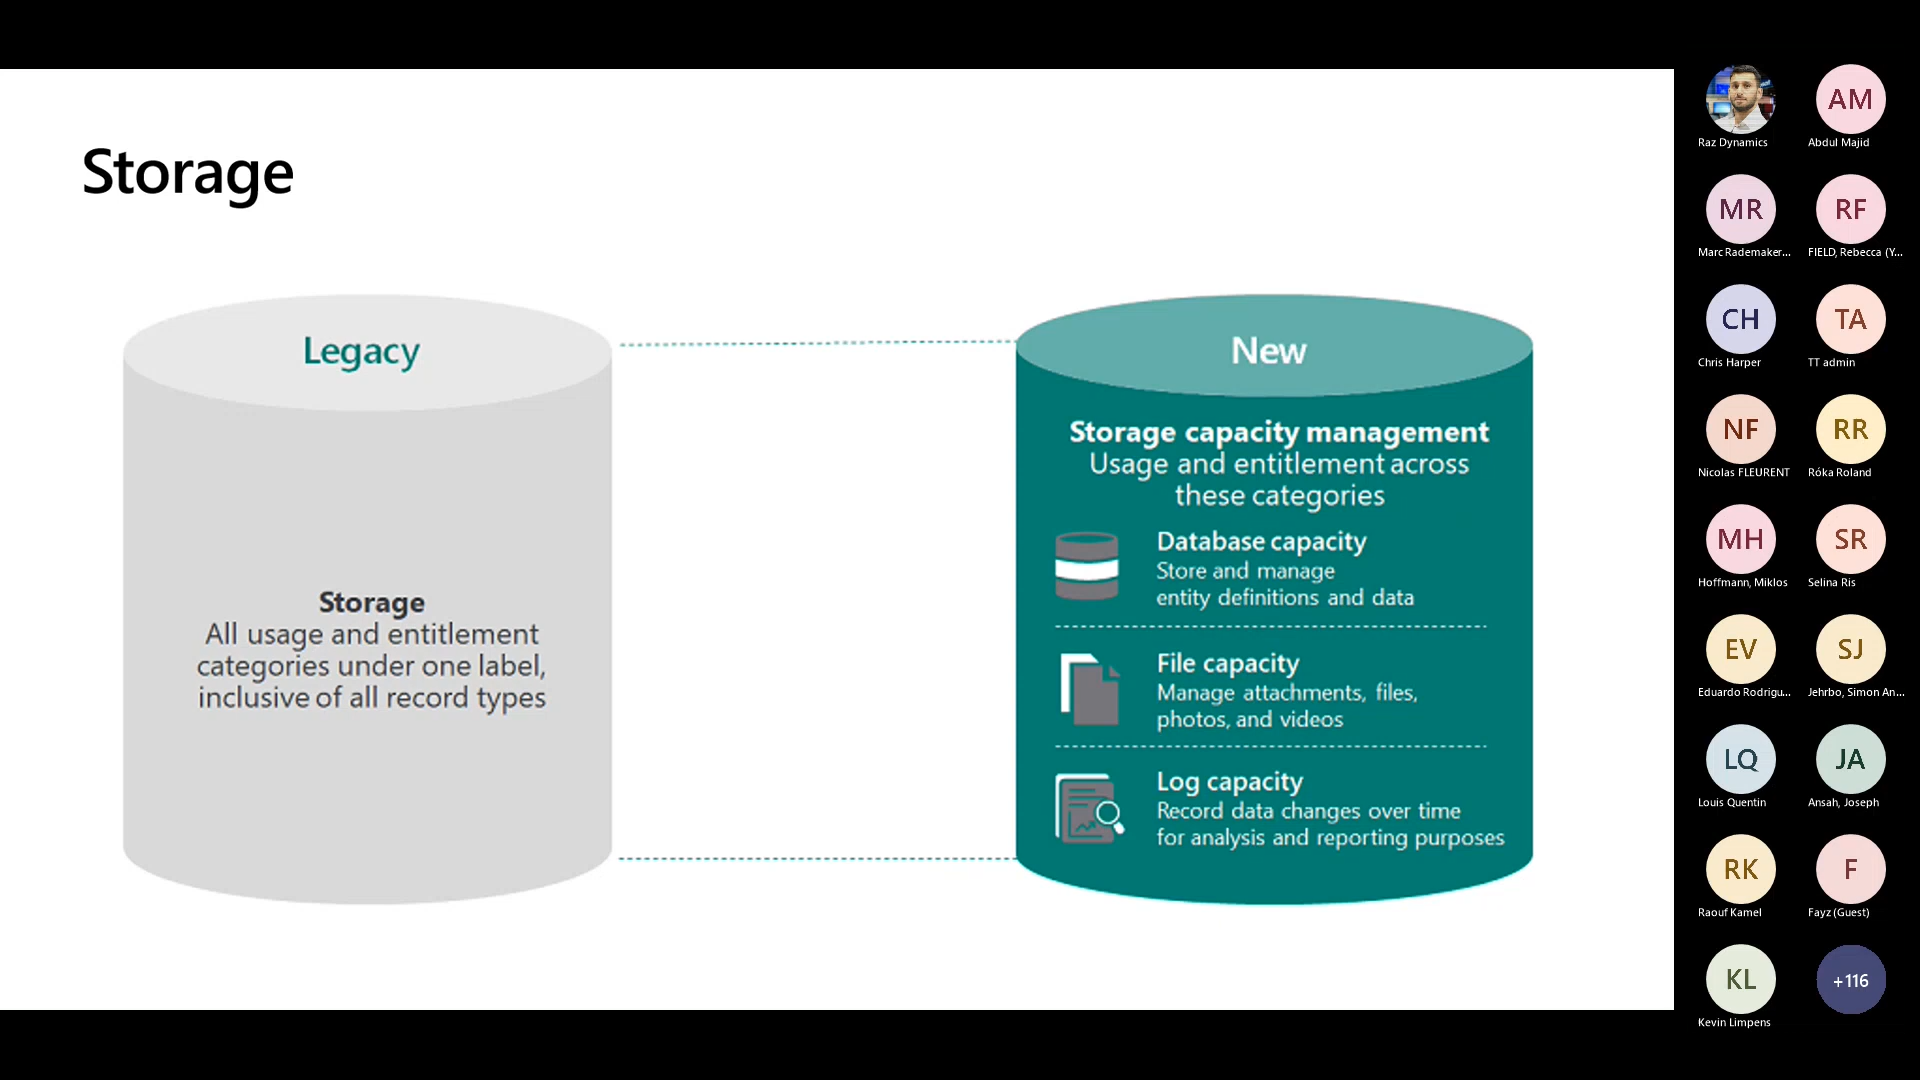 Storage
Legacy
Storage
All usage and entitlement
categories under one label,
inclusive of all record types
New
Storage capacity management
Usage and entitlement across
these categories
Database capacity
Store and manage
entity definitions and data
File capacity
Manage attachments, files,
photos, and videos
Log capacity
Record data changes over time
for analysis and reporting purposes
Raz Dynamics
AM
Abdul Majid
MR
Marc Rademaker...
RF
FIELD, Rebecca (Y...
CH
Chris Harper
TA
TT admin
NF
Nicolas FLEURENT
RR
Róka Roland
MH
Hoffmann, Miklos
SR
Selina Ris
EV
Eduardo Rodrigu...
SJ
Jehrbo, Simon An...
LQ
Louis Quentin
JA
Ansah, Joseph
RK
Raouf Kamel
F
Fayz (Guest)
KL
Kevin Limpens
+116